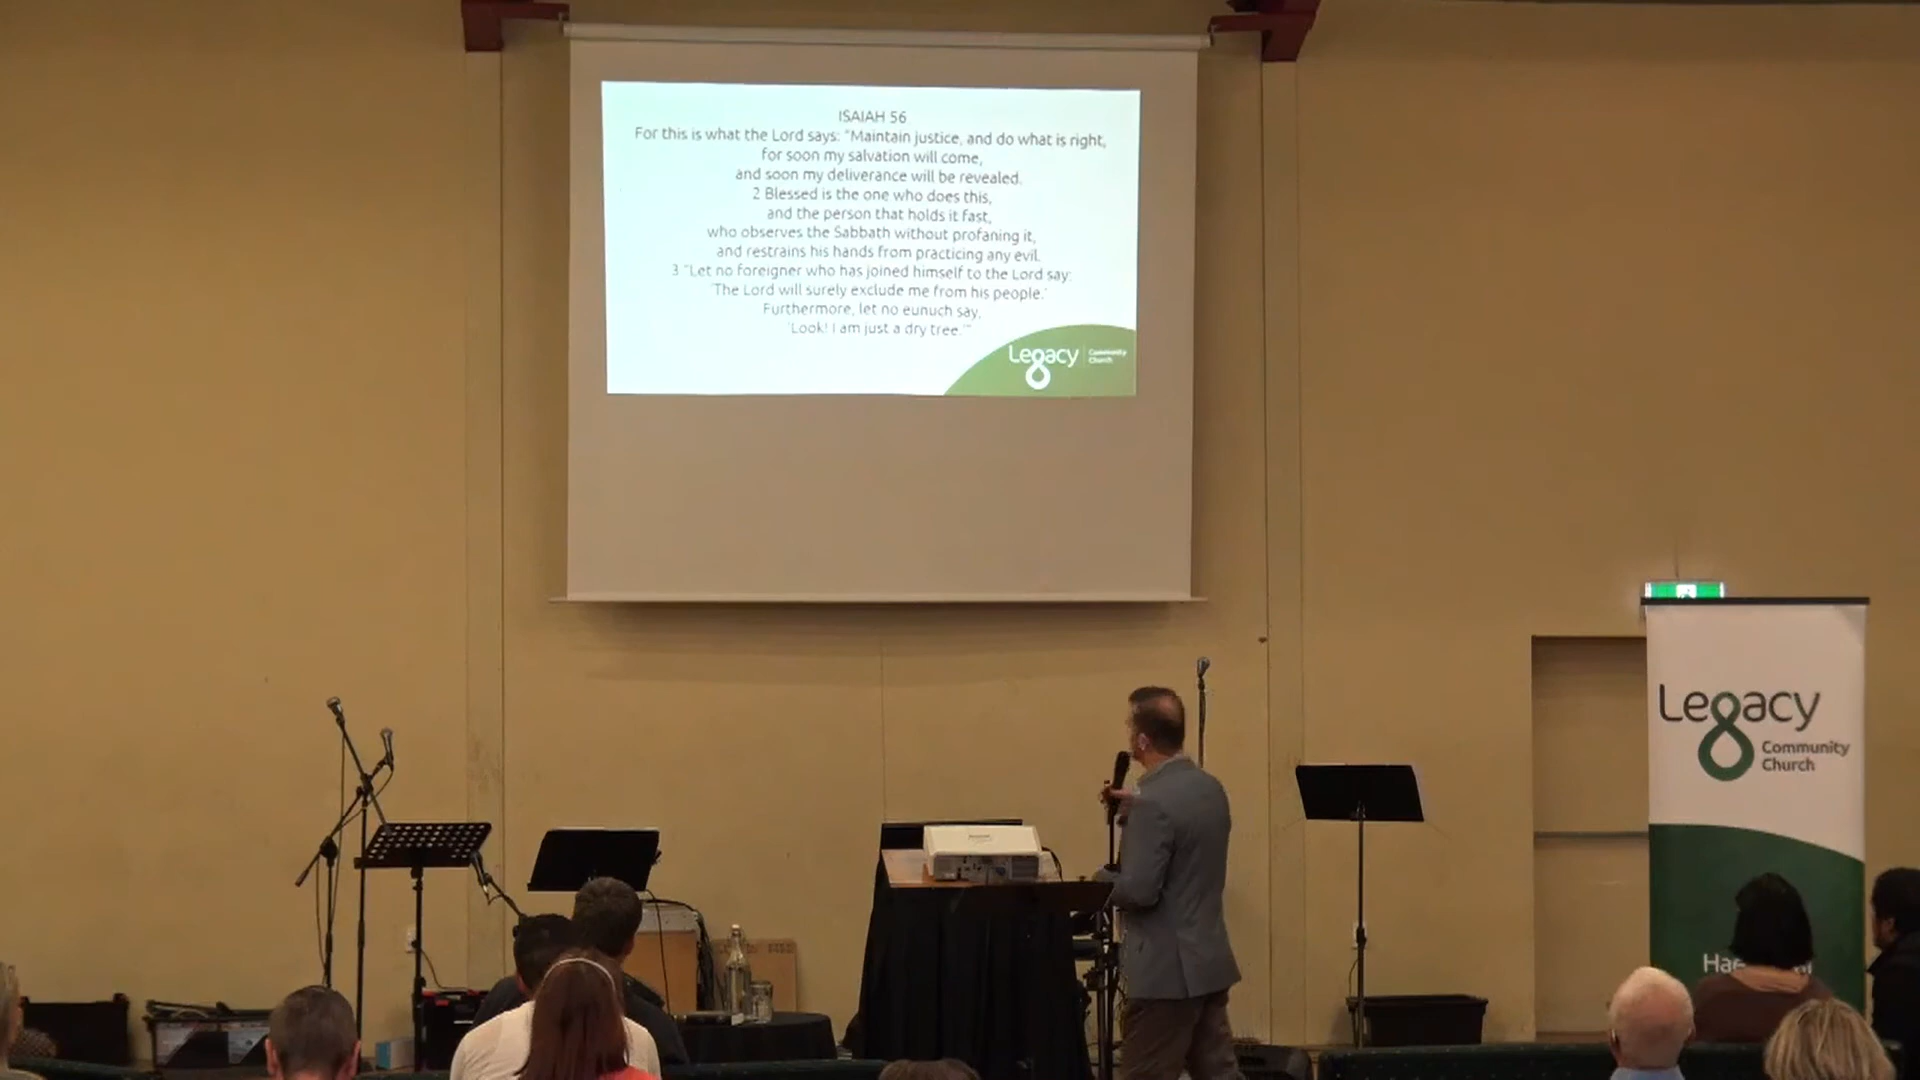 ISAIAH 56
For this is what the Lord says: "Maintain justice, and do what is right,
for soon my salvation will come,
and soon my deliverance will be revealed.
2 Blessed is the one who does this,
and the person that holds it fast,
who observes the Sabbath without profaning it,
and restrains his hands from practicing any evil.
3 "Let no foreigner who has joined himself to the Lord say:
'The Lord will surely exclude me from his people.'
Furthermore, let no eunuch say,
'Look! I am just a dry tree.'"
Legacy Community Church
Legacy
Community
Church